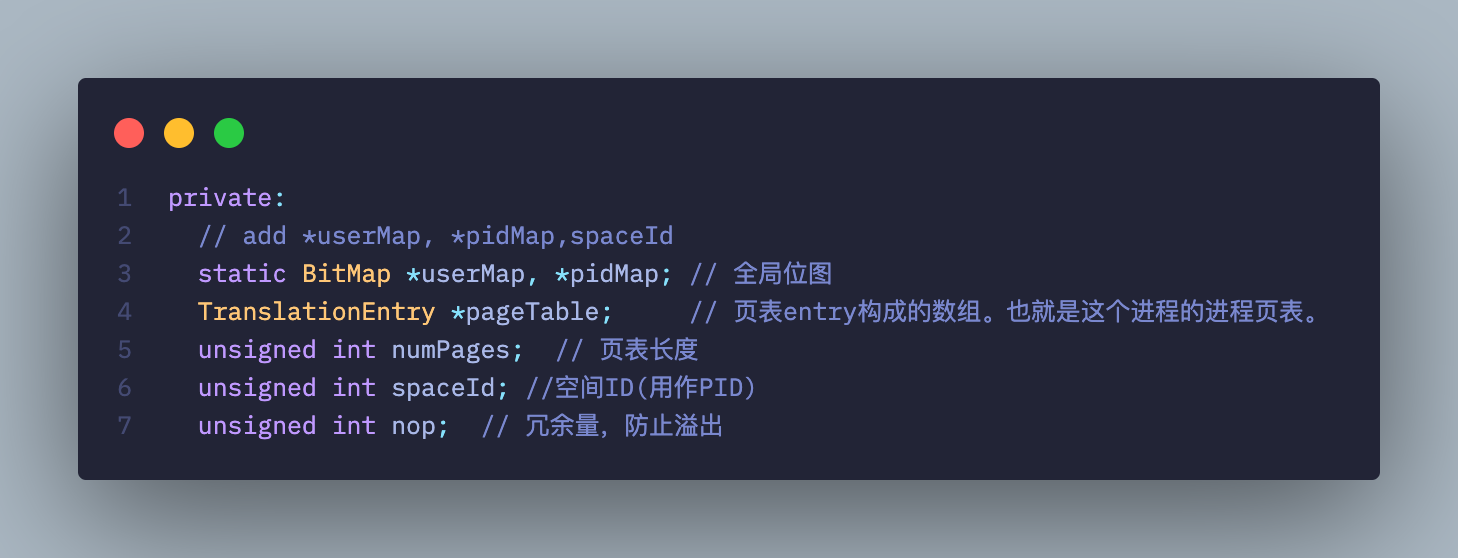 1 private:
2 // add *userMap, *pidMap,spaceId
3 static BitMap *userMap, *pidMap; // 全局位图
4 TranslationEntry *pageTable; // 页表entry构成的数组。也就是这个进程的进程页表。
5 unsigned int numPages; // 页表长度
6 unsigned int spaceId; //空间ID(用作PID)
7 unsigned int nop; // 冗余量，防止溢出